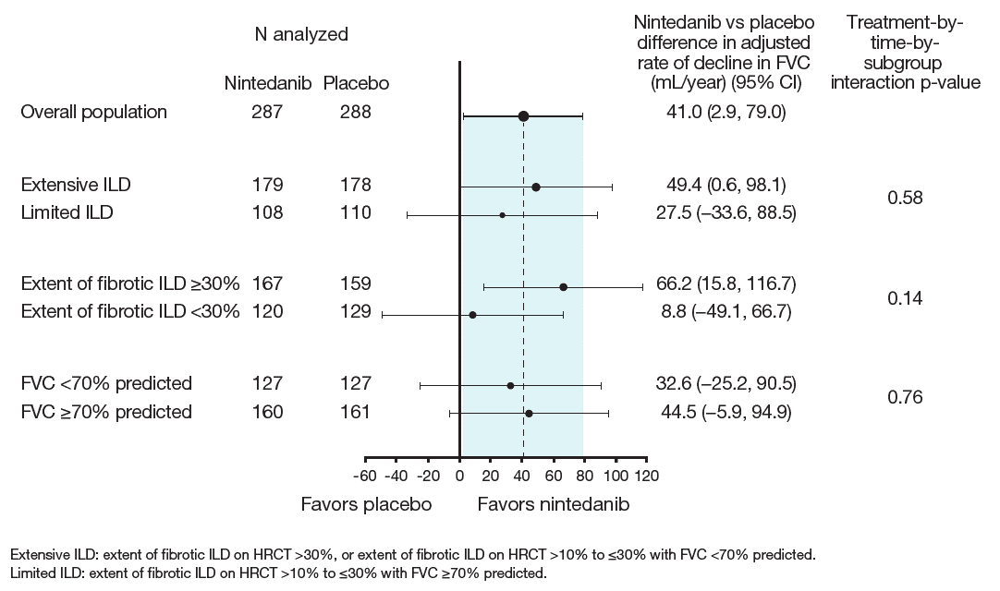 N analyzed
Nintedanib vs placebo
difference in adjusted
rate of decline in FVC
(mL/year) (95% CI)
Treatment-by-
time-by-
subgroup
interaction p-value
Nintedanib Placebo
Overall population 287 288 41.0 (2.9, 79.0)
Extensive ILD 179 178 49.4 (0.6, 98.1)
0.58
Limited ILD 108 110 27.5 (–33.6, 88.5)
Extent of fibrotic ILD ≥30% 167 159 66.2 (15.8, 116.7)
0.14
Extent of fibrotic ILD <30% 120 129 8.8 (–49.1, 66.7)
FVC <70% predicted 127 127 32.6 (–25.2, 90.5)
0.76
FVC ≥70% predicted 160 161 44.5 (–5.9, 94.9)
-60 -40 -20 0 20 40 60 80 100 120
Favors placebo Favors nintedanib
Extensive ILD: extent of fibrotic ILD on HRCT >30%, or extent of fibrotic ILD on HRCT >10% to ≤30% with FVC <70% predicted.
Limited ILD: extent of fibrotic ILD on HRCT >10% to ≤30% with FVC ≥70% predicted.